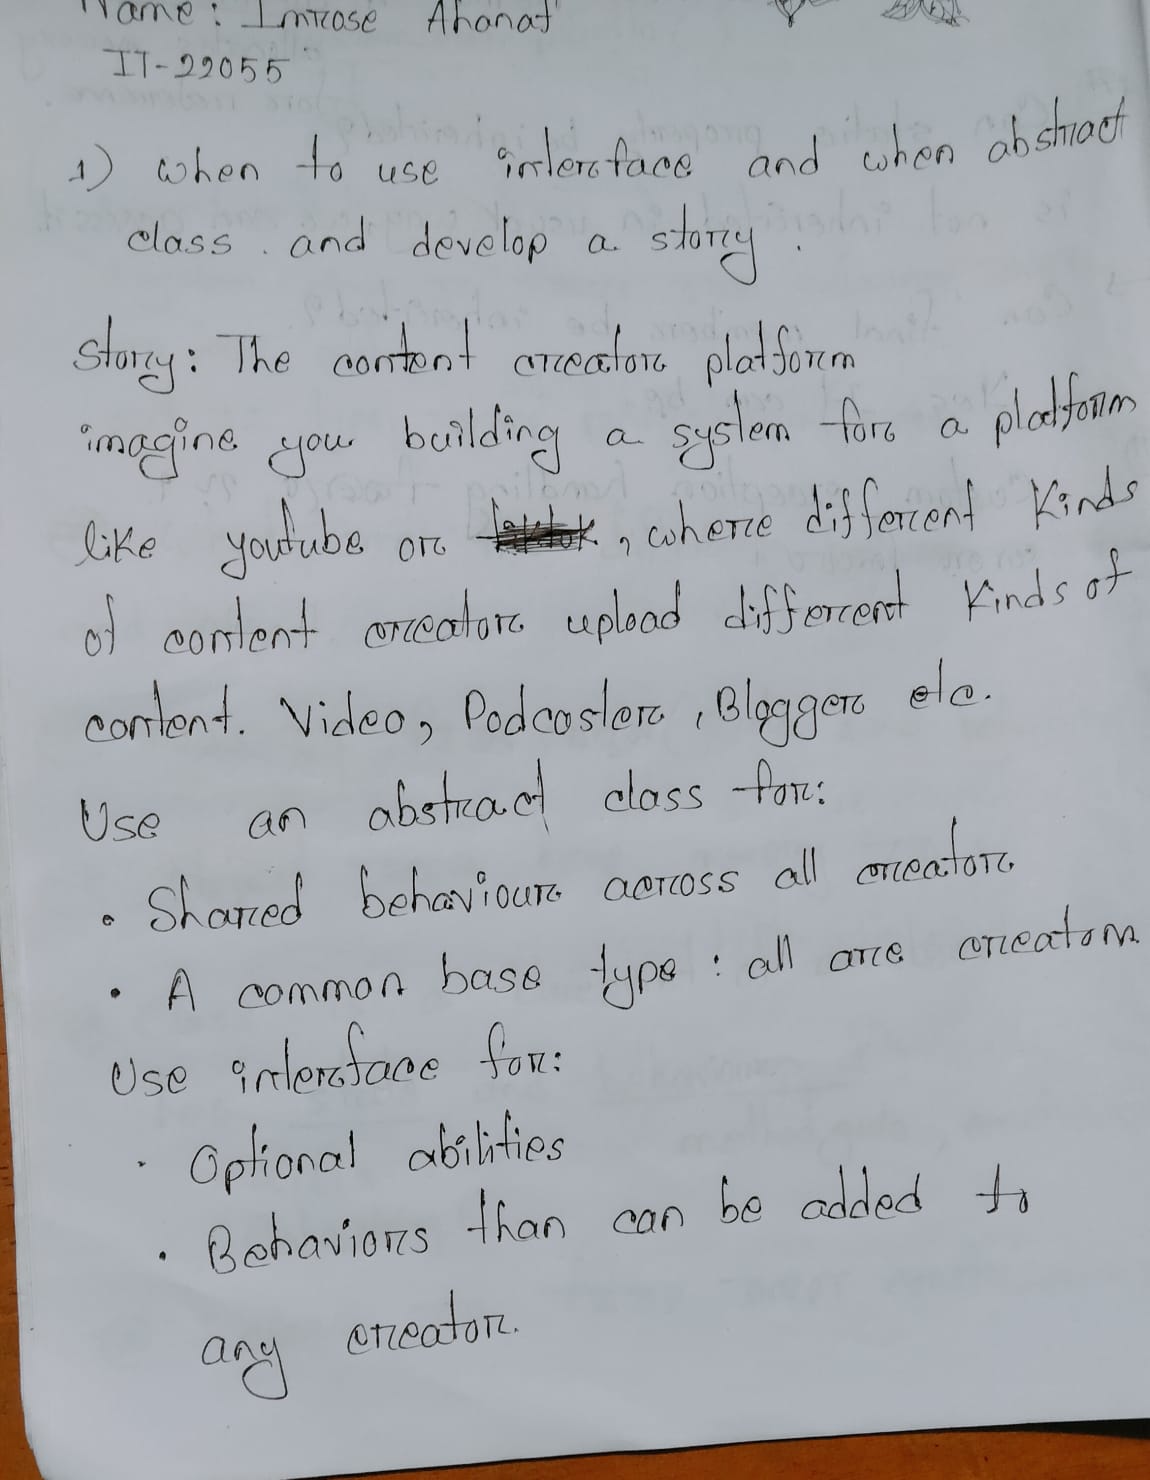 Name: Imrose Ahonaf
IT-22055
1) when to use interface and when abstract
class. and develop a story.
Story: The content creator platform
imagine you building a system for a platform
like youtube or , where different kinds
of content creator upload different kinds of
content. Video, Podcaster, Blogger etc.
Use an abstract class for:
• Shared behaviour across all creator
• A common base type: all are creator
Use interface for:
• Optional abilities
• Behaviors than can be added to
any creator.